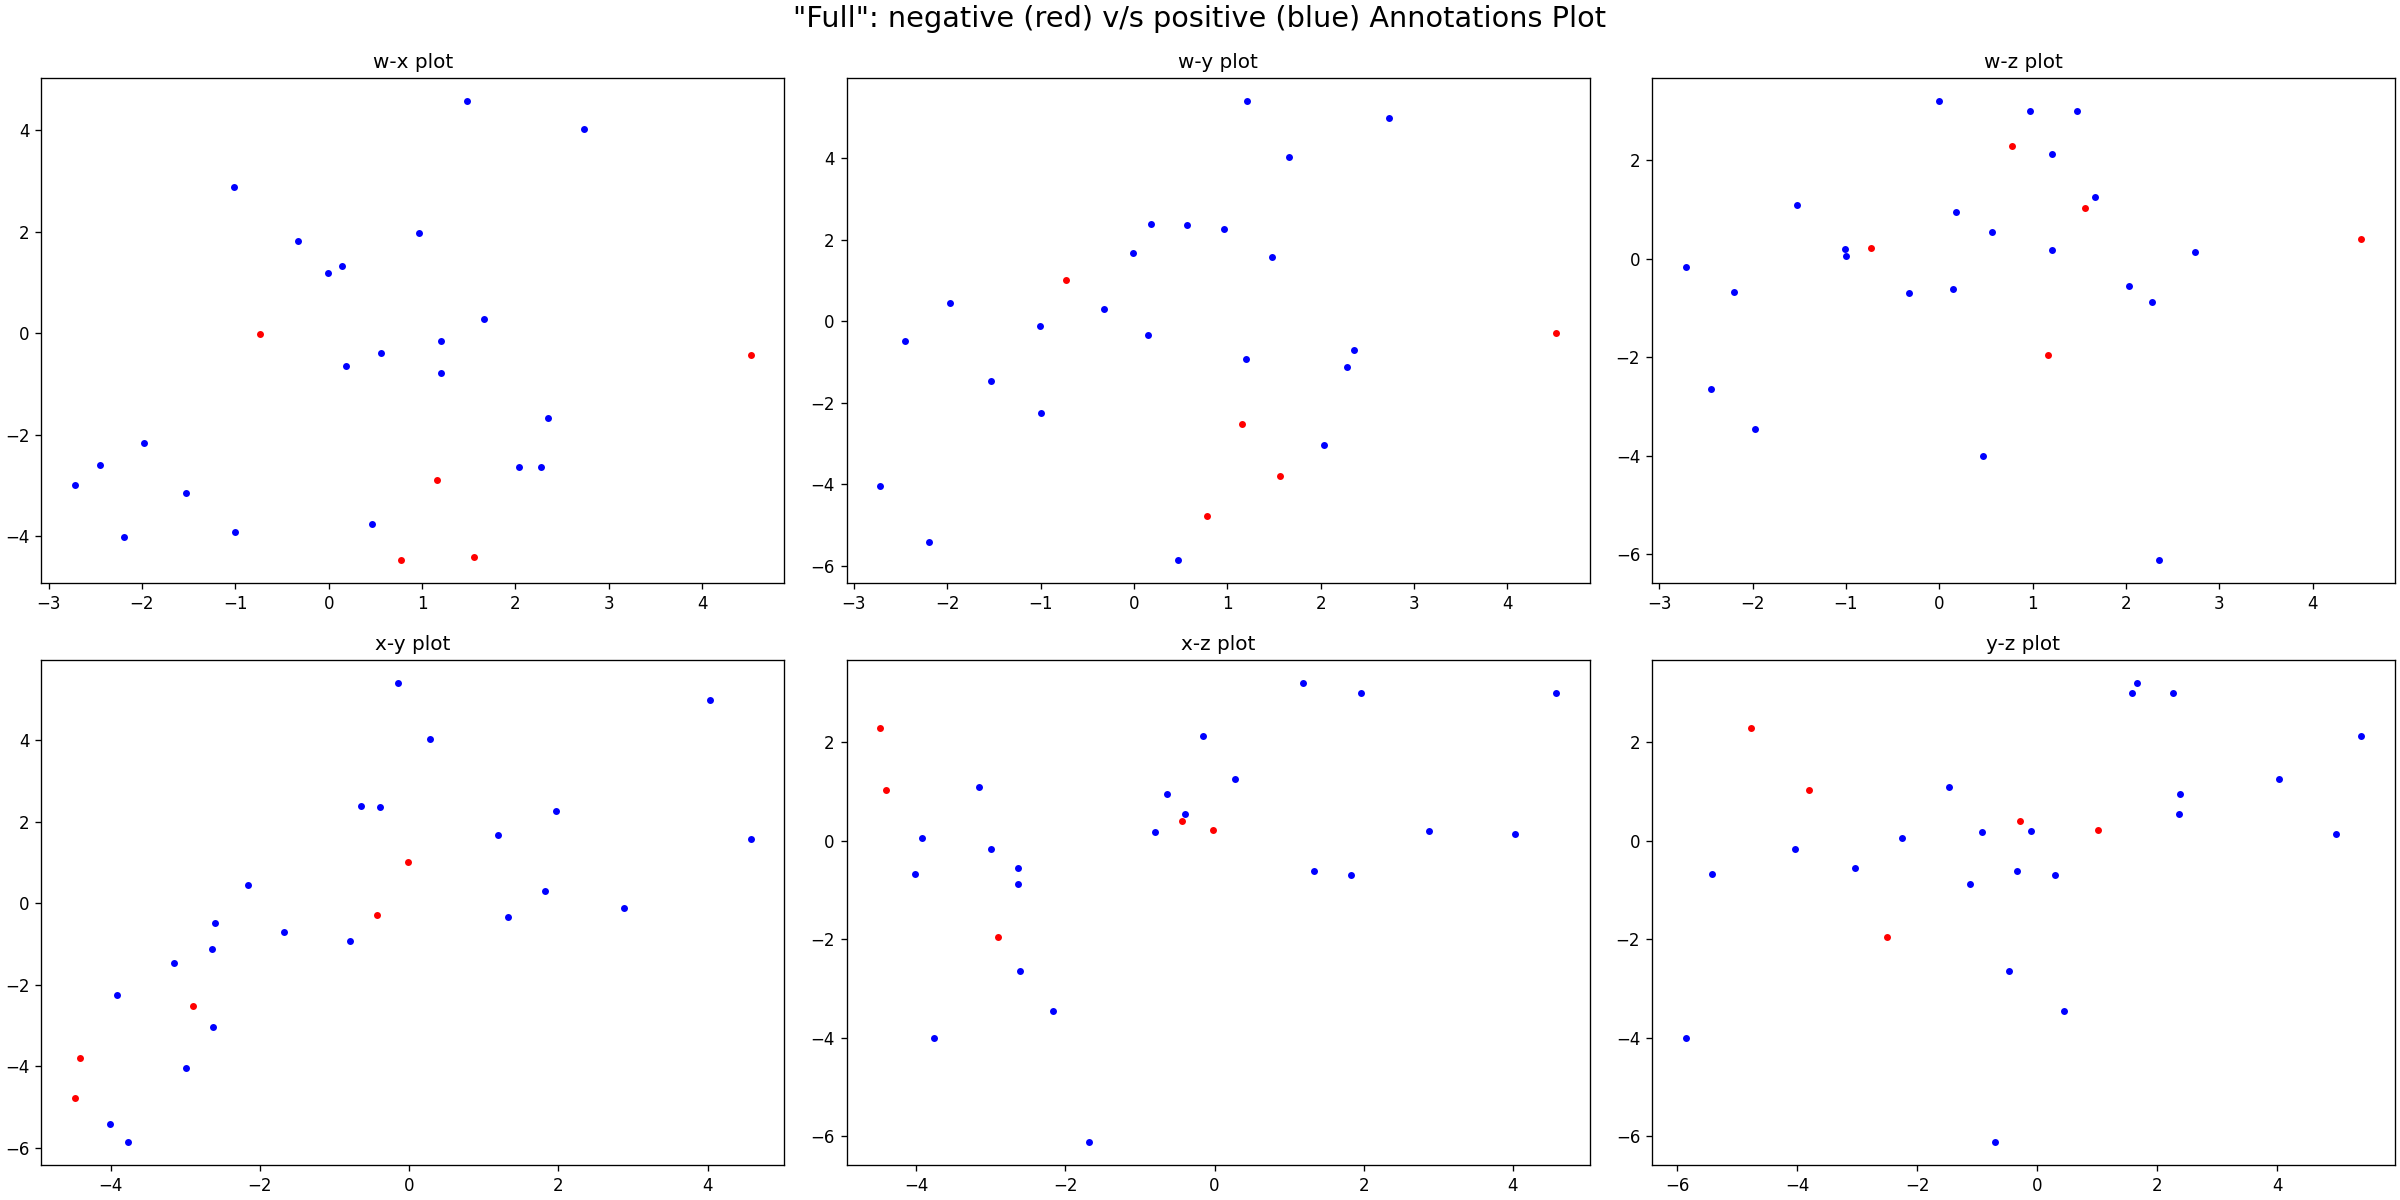 "Full": negative (red) v/s positive (blue) Annotations Plot
w-x plot
w-y plot
w-z plot
4
2
0
−2
−4
−3 −2 −1 0 1 2 3 4
4
2
0
−2
−4
−6
−3 −2 −1 0 1 2 3 4
2
0
−2
−4
−6
−3 −2 −1 0 1 2 3 4
x-y plot
x-z plot
y-z plot
4
2
0
−2
−4
−6
−4 −2 0 2 4
2
0
−2
−4
−6
−4 −2 0 2 4
2
0
−2
−4
−6
−6 −4 −2 0 2 4